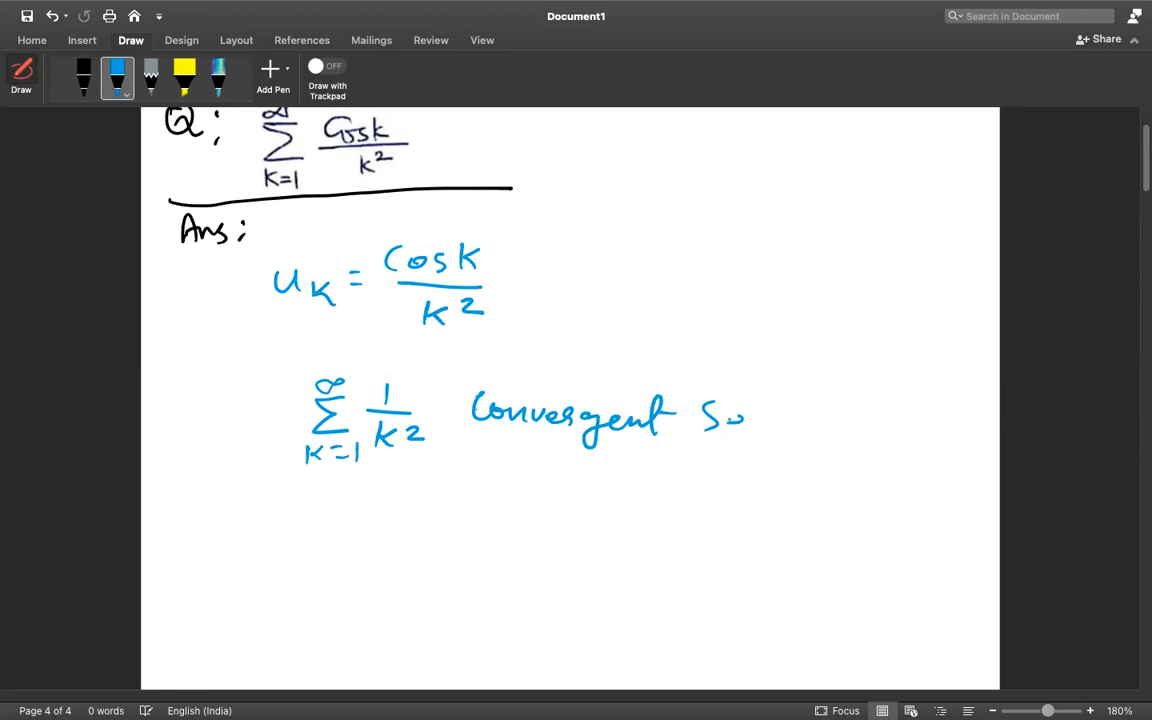 Document1
Search in Document
Home Insert Draw Design Layout References Mailings Review View
Share
OFF
Draw
Add Pen
Draw with
Trackpad
Q: ∞ Σ k=1 Cosk / k²
Ans:
u_K = Cos K / K²
∞ Σ K=1 1 / K² Convergent
Page 4 of 4 0 words English (India) Focus 180%